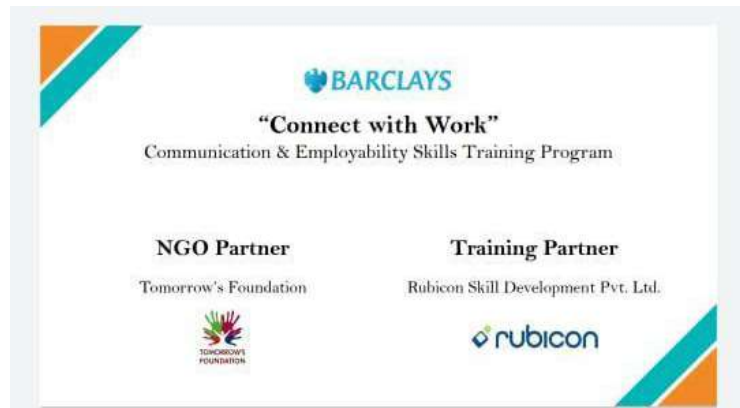 BARCLAYS
“Connect with Work”
Communication & Employability Skills Training Program
NGO Partner
Training Partner
Tomorrow's Foundation
Rubicon Skill Development Pvt. Ltd.
TOMORROW'S
FOUNDATION
rubicon